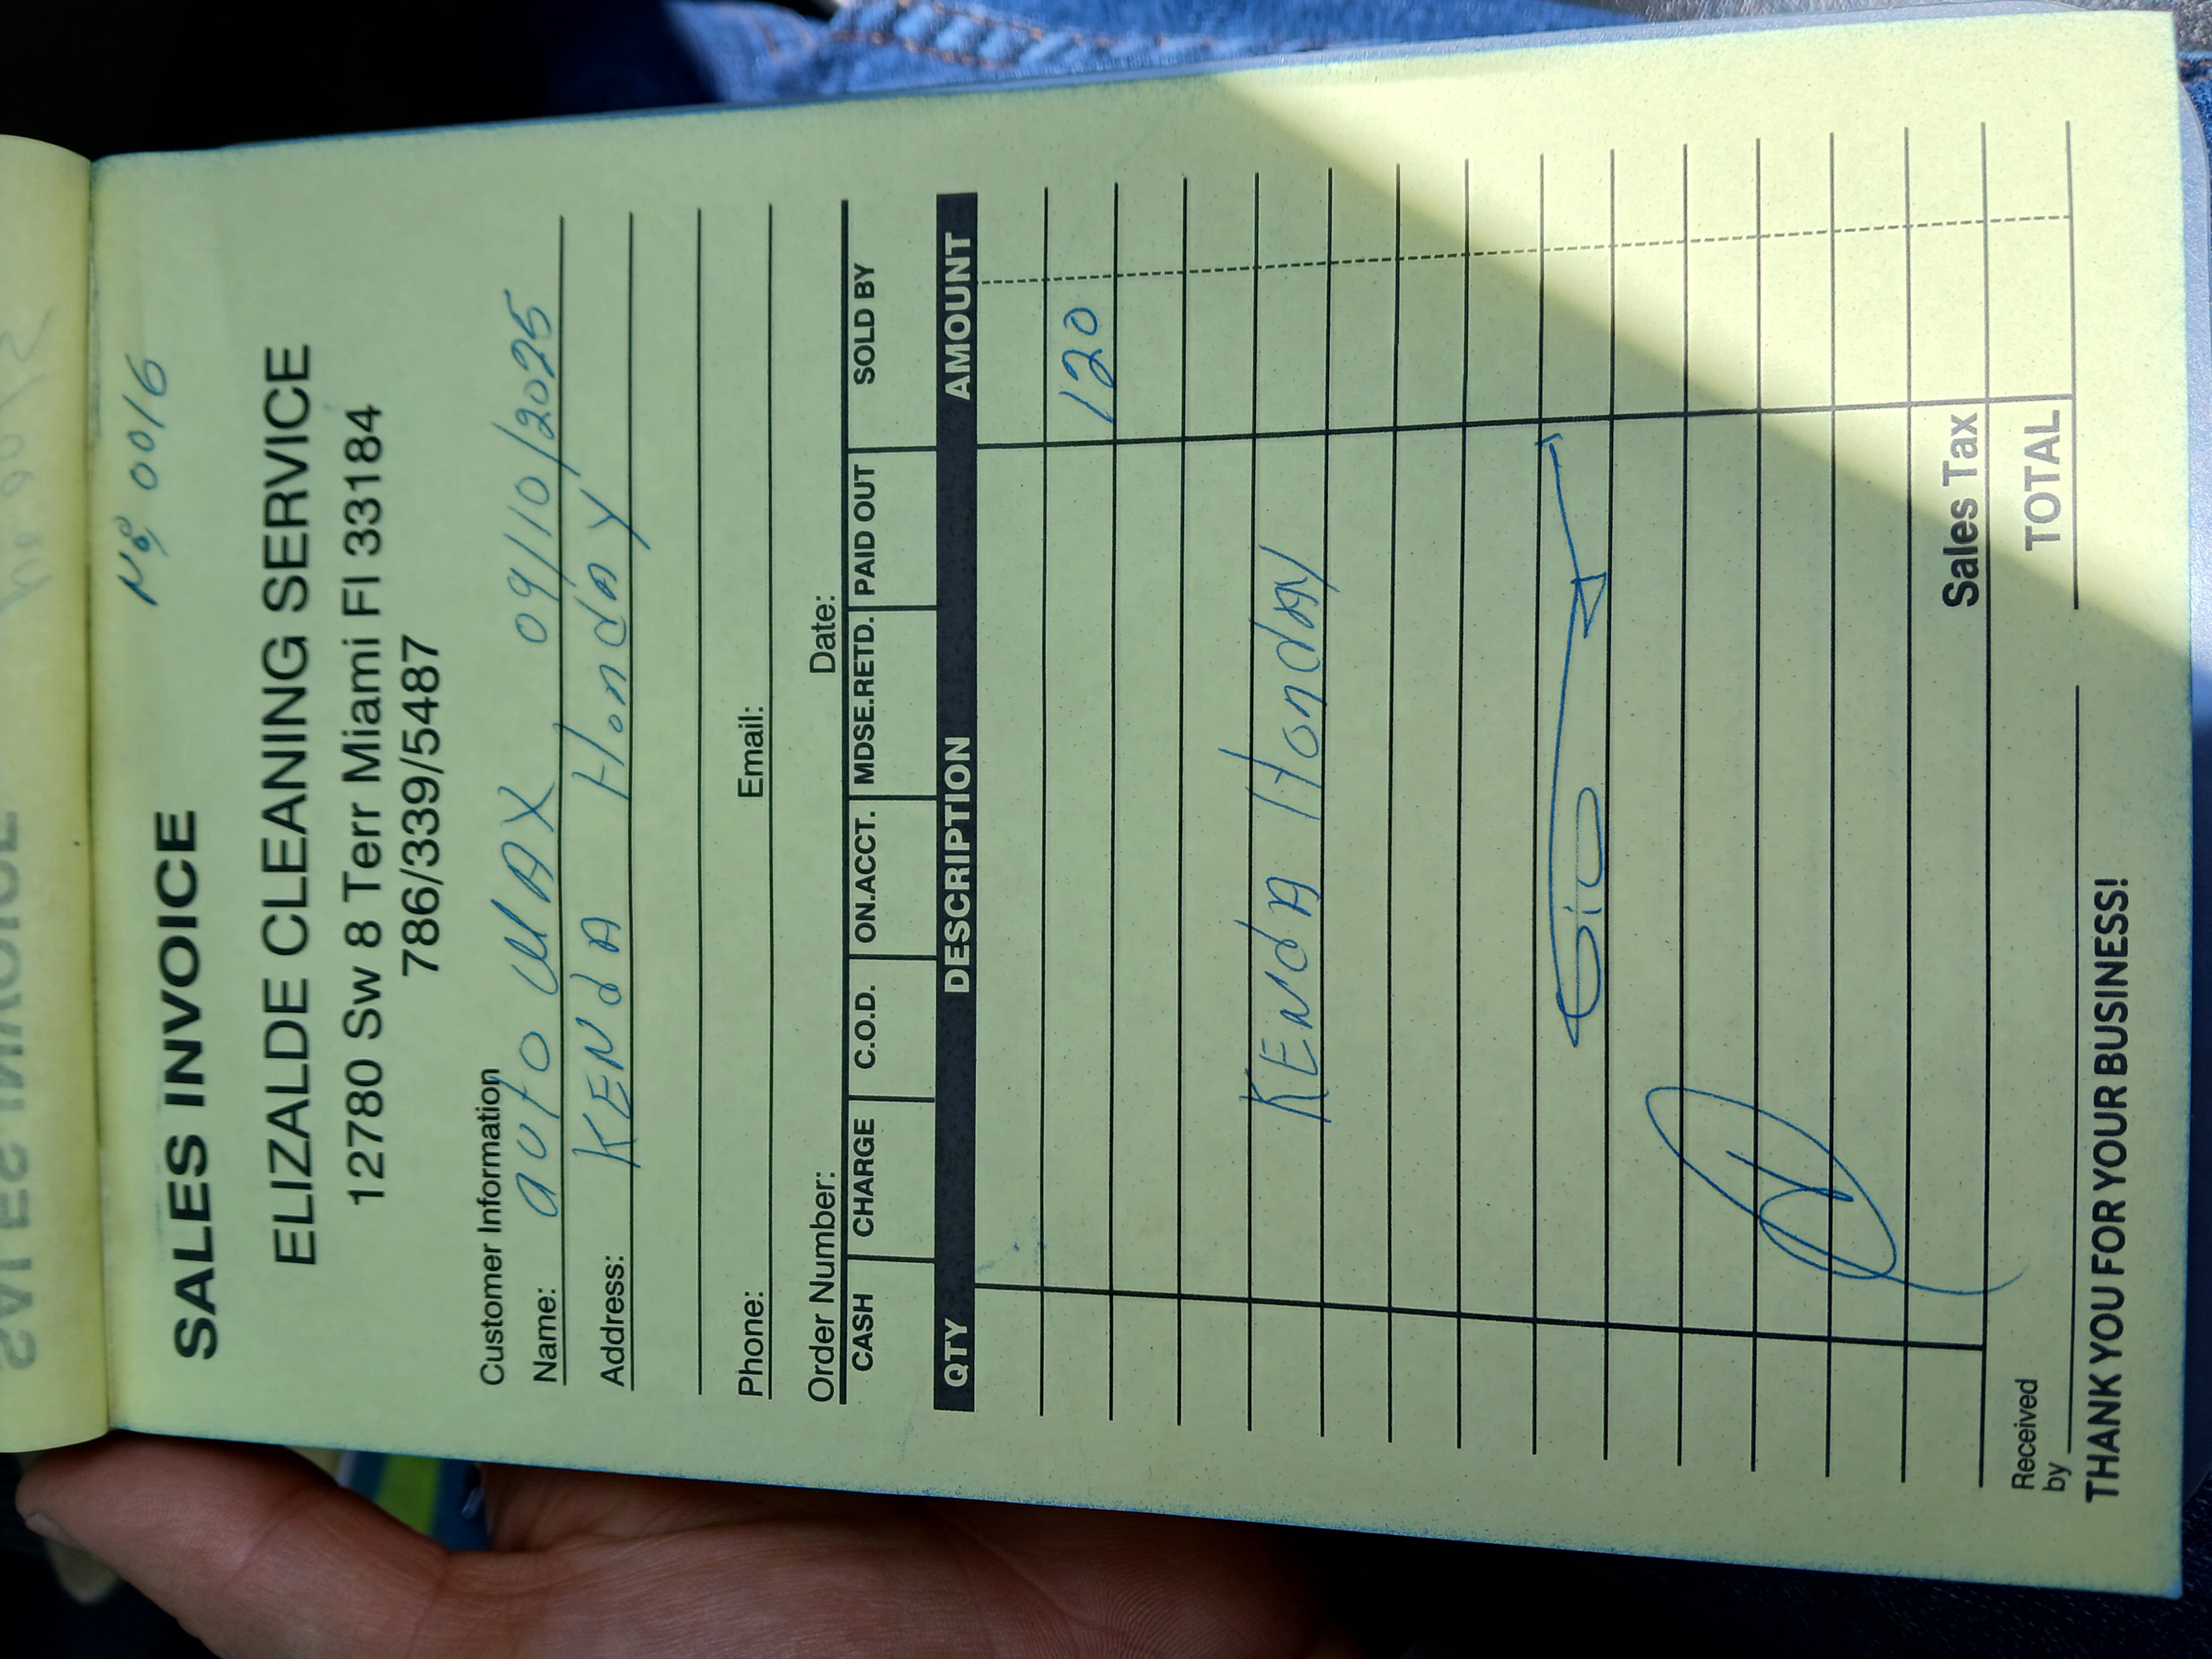 Nº 0016
SALES INVOICE
ELIZALDE CLEANING SERVICE
12780 Sw 8 Terr Miami Fl 33184
786/339/5487
Customer Information
Name: auto MAX 09/10/2025
Address: KENdA HondAY
Phone: Email:
Order Number: Date:
CASH CHARGE C.O.D. ON.ACCT. MDSE.RETD. PAID OUT SOLD BY
QTY DESCRIPTION AMOUNT
120
KENdA HondAY
Gio
Sales Tax
TOTAL
Received
by
THANK YOU FOR YOUR BUSINESS!